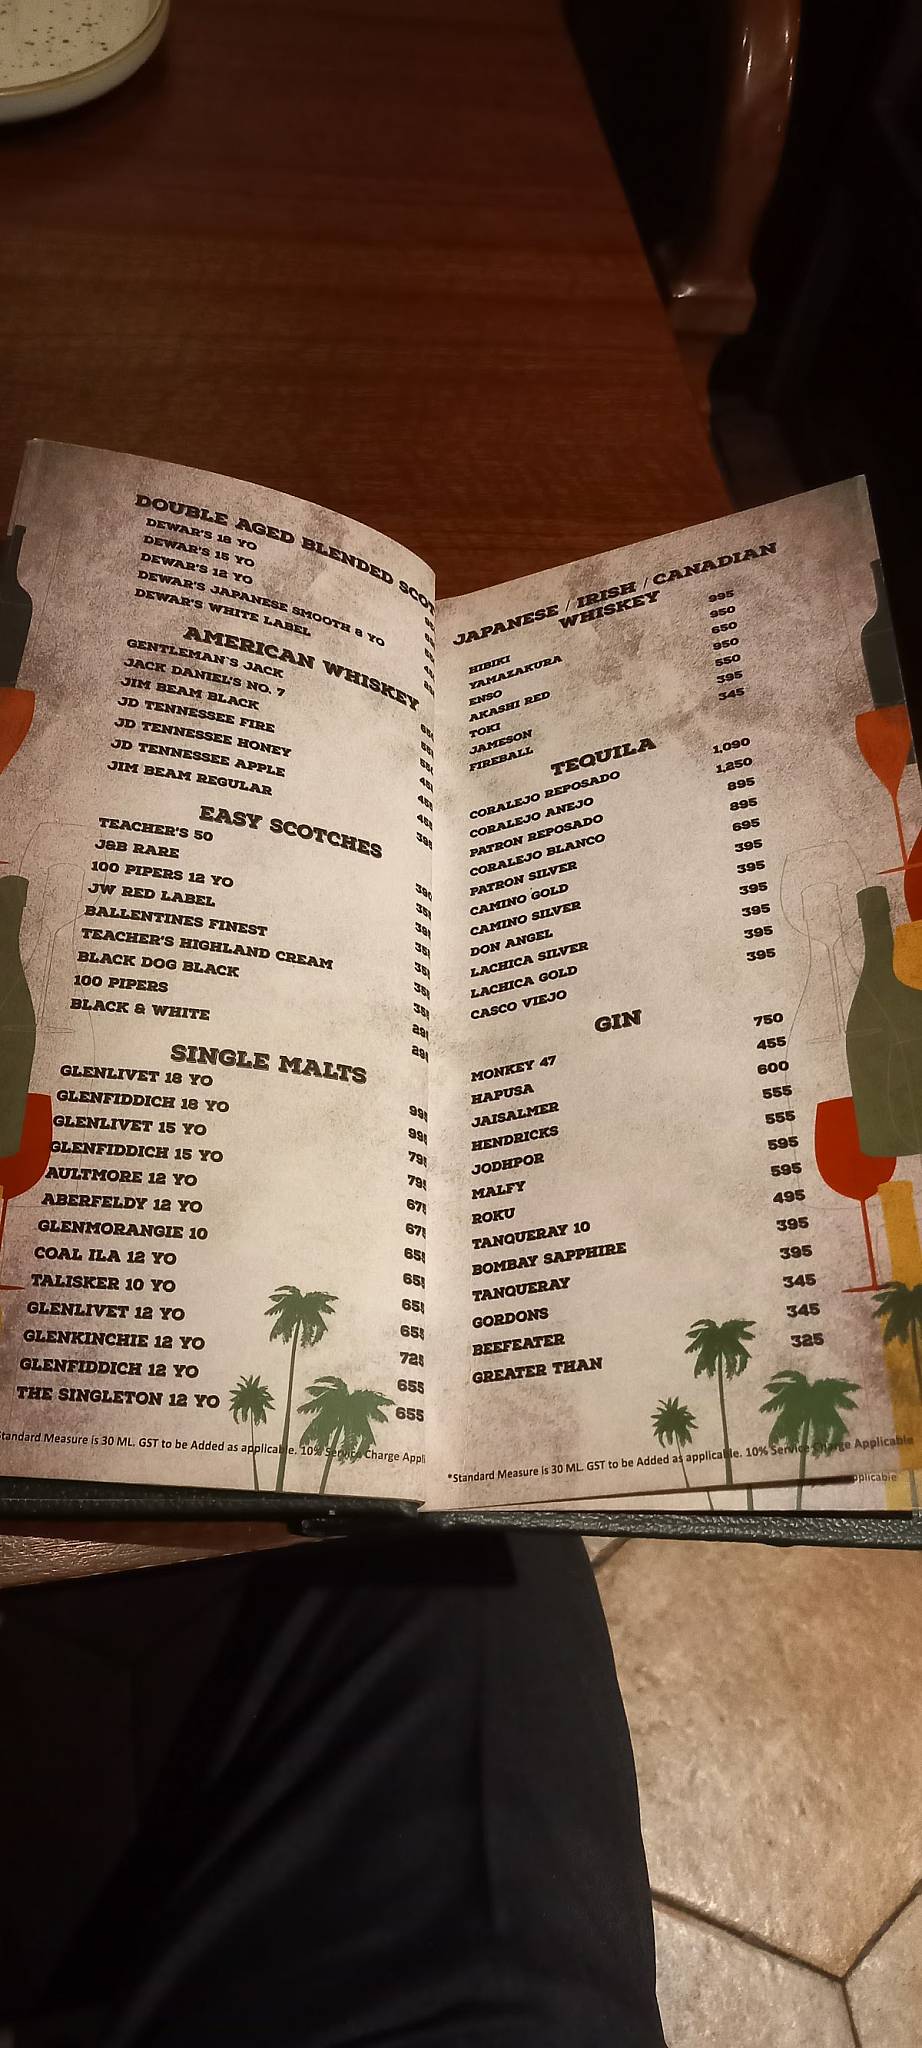 DOUBLE AGED BLENDED SCOT
DEWAR'S 18 YO
DEWAR'S 15 YO
DEWAR'S 12 YO
DEWAR'S JAPANESE SMOOTH 8 YO
DEWAR'S WHITE LABEL
AMERICAN WHISKEY
GENTLEMAN'S JACK
JACK DANIEL'S NO. 7
JIM BEAM BLACK
JD TENNESSEE FIRE
JD TENNESSEE HONEY
JD TENNESSEE APPLE
JIM BEAM REGULAR
EASY SCOTCHES
TEACHER'S 50
J&B RARE
100 PIPERS 12 YO
JW RED LABEL
BALLENTINES FINEST
TEACHER'S HIGHLAND CREAM
BLACK DOG BLACK
100 PIPERS
BLACK & WHITE
SINGLE MALTS
GLENLIVET 18 YO
GLENFIDDICH 18 YO
GLENLIVET 15 YO
GLENFIDDICH 15 YO
AULTMORE 12 YO
ABERFELDY 12 YO
GLENMORANGIE 10
COAL ILA 12 YO
TALISKER 10 YO
GLENLIVET 12 YO
GLENKINCHIE 12 YO
GLENFIDDICH 12 YO 655
THE SINGLETON 12 YO 655
tandard Measure is 30 ML. GST to be Added as applicable. 10% Service Charge Appli
JAPANESE / IRISH / CANADIAN
WHISKEY
HIBIKI 995
YAMAZAKURA 950
ENSO 650
AKASHI RED 950
TOKI 550
JAMESON 395
FIREBALL 345
TEQUILA
CORALEJO REPOSADO 1,090
CORALEJO ANEJO 1,250
PATRON REPOSADO 895
CORALEJO BLANCO 895
PATRON SILVER 695
CAMINO GOLD 395
CAMINO SILVER 395
DON ANGEL 395
LACHICA SILVER 395
LACHICA GOLD 395
CASCO VIEJO 395
GIN
MONKEY 47 750
HAPUSA 455
JAISALMER 600
HENDRICKS 555
JODHPOR 555
MALFY 595
ROKU 595
TANQUERAY 10 495
BOMBAY SAPPHIRE 395
TANQUERAY 395
GORDONS 345
BEEFEATER 345
GREATER THAN 325
*Standard Measure is 30 ML. GST to be Added as applicable. 10% Service Charge Applicable
pplicable